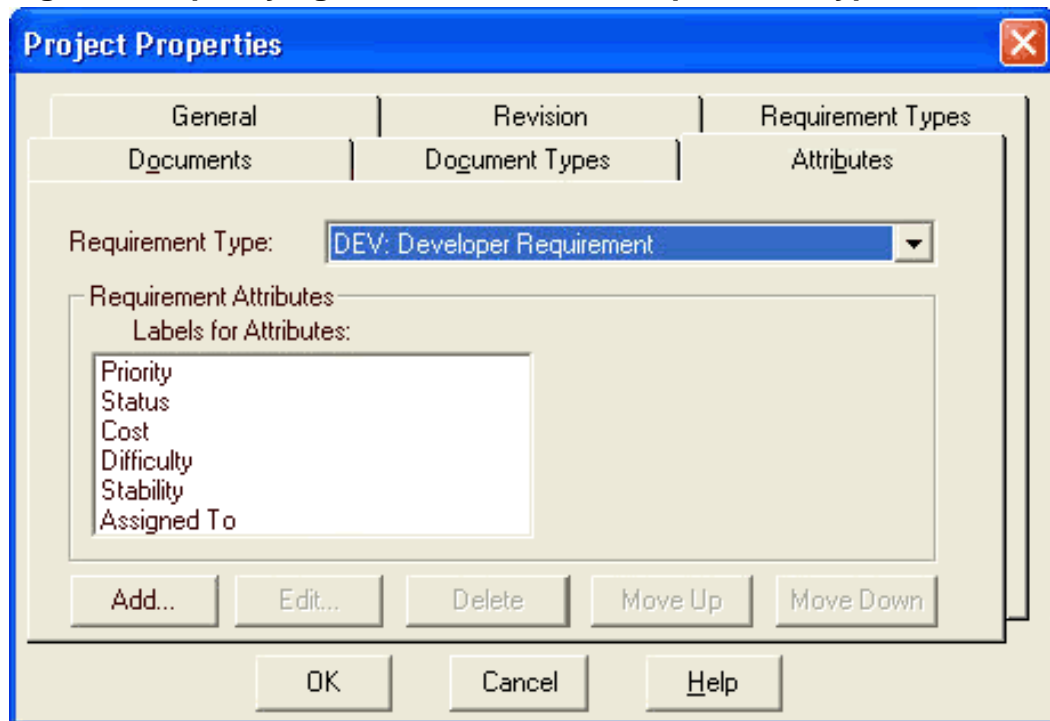 Project Properties
General Revision Requirement Types
Documents Document Types Attributes
Requirement Type: DEV: Developer Requirement
Requirement Attributes
Labels for Attributes:
Priority
Status
Cost
Difficulty
Stability
Assigned To
Add... Edit... Delete Move Up Move Down
OK Cancel Help